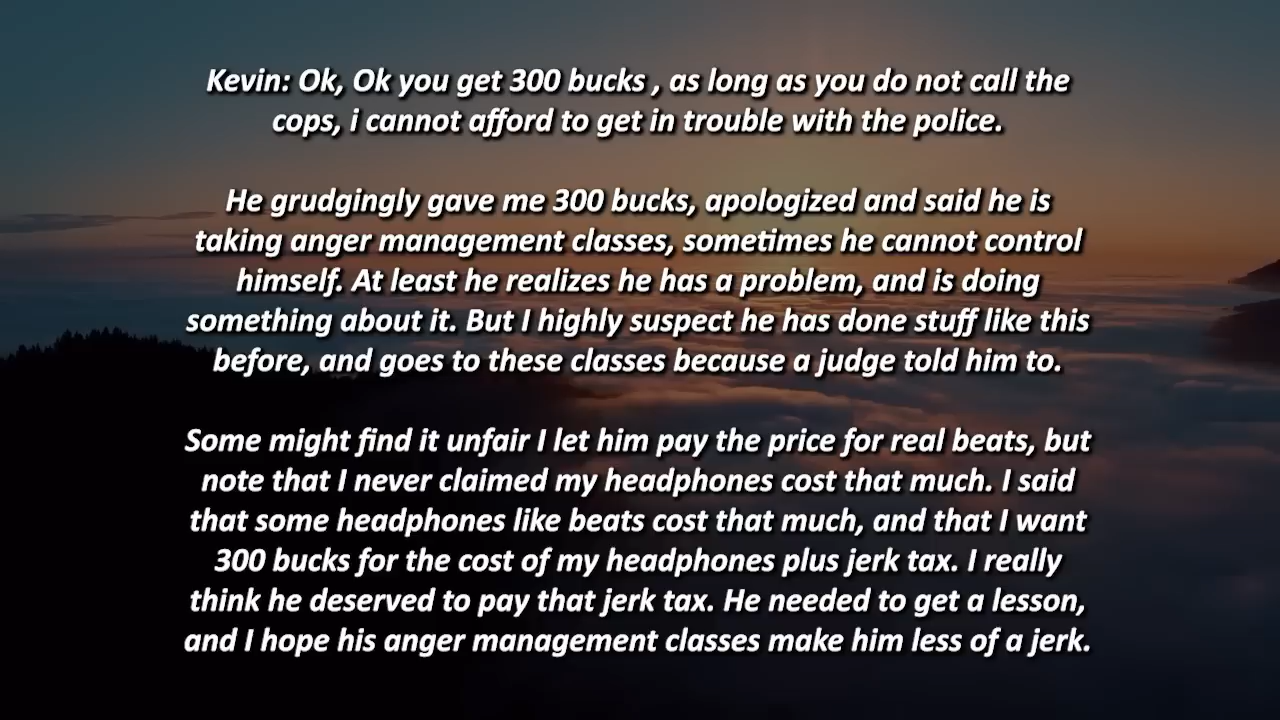 Kevin: Ok, Ok you get 300 bucks , as long as you do not call the
cops, i cannot afford to get in trouble with the police.
He grudgingly gave me 300 bucks, apologized and said he is
taking anger management classes, sometimes he cannot control
himself. At least he realizes he has a problem, and is doing
something about it. But I highly suspect he has done stuff like this
before, and goes to these classes because a judge told him to.
Some might find it unfair I let him pay the price for real beats, but
note that I never claimed my headphones cost that much. I said
that some headphones like beats cost that much, and that I want
300 bucks for the cost of my headphones plus jerk tax. I really
think he deserved to pay that jerk tax. He needed to get a lesson,
and I hope his anger management classes make him less of a jerk.